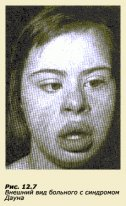 Рис. 12.7
Внешний вид больного с синдромом
Дауна